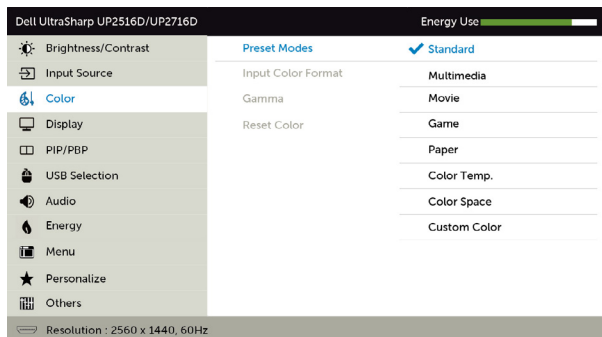 Dell UltraSharp UP2516D/UP2716D Energy Use
Brightness/Contrast Preset Modes Standard
Input Source Input Color Format Multimedia
Color Gamma Movie
Display Reset Color Game
PIP/PBP Paper
USB Selection Color Temp.
Audio Color Space
Energy Custom Color
Menu
Personalize
Others
Resolution : 2560 x 1440, 60Hz